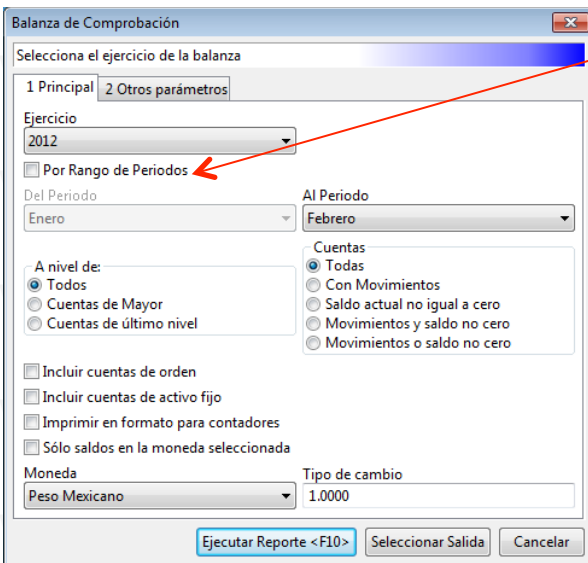 Balanza de Comprobación
Selecciona el ejercicio de la balanza
1 Principal 2 Otros parámetros
Ejercicio
2012
Por Rango de Periodos
Del Periodo Al Periodo
Enero Febrero
A nivel de:
Todos
Cuentas de Mayor
Cuentas de último nivel
Cuentas
Todas
Con Movimientos
Saldo actual no igual a cero
Movimientos y saldo no cero
Movimientos o saldo no cero
Incluir cuentas de orden
Incluir cuentas de activo fijo
Imprimir en formato para contadores
Sólo saldos en la moneda seleccionada
Moneda Tipo de cambio
Peso Mexicano 1.0000
Ejecutar Reporte <F10> Seleccionar Salida Cancelar